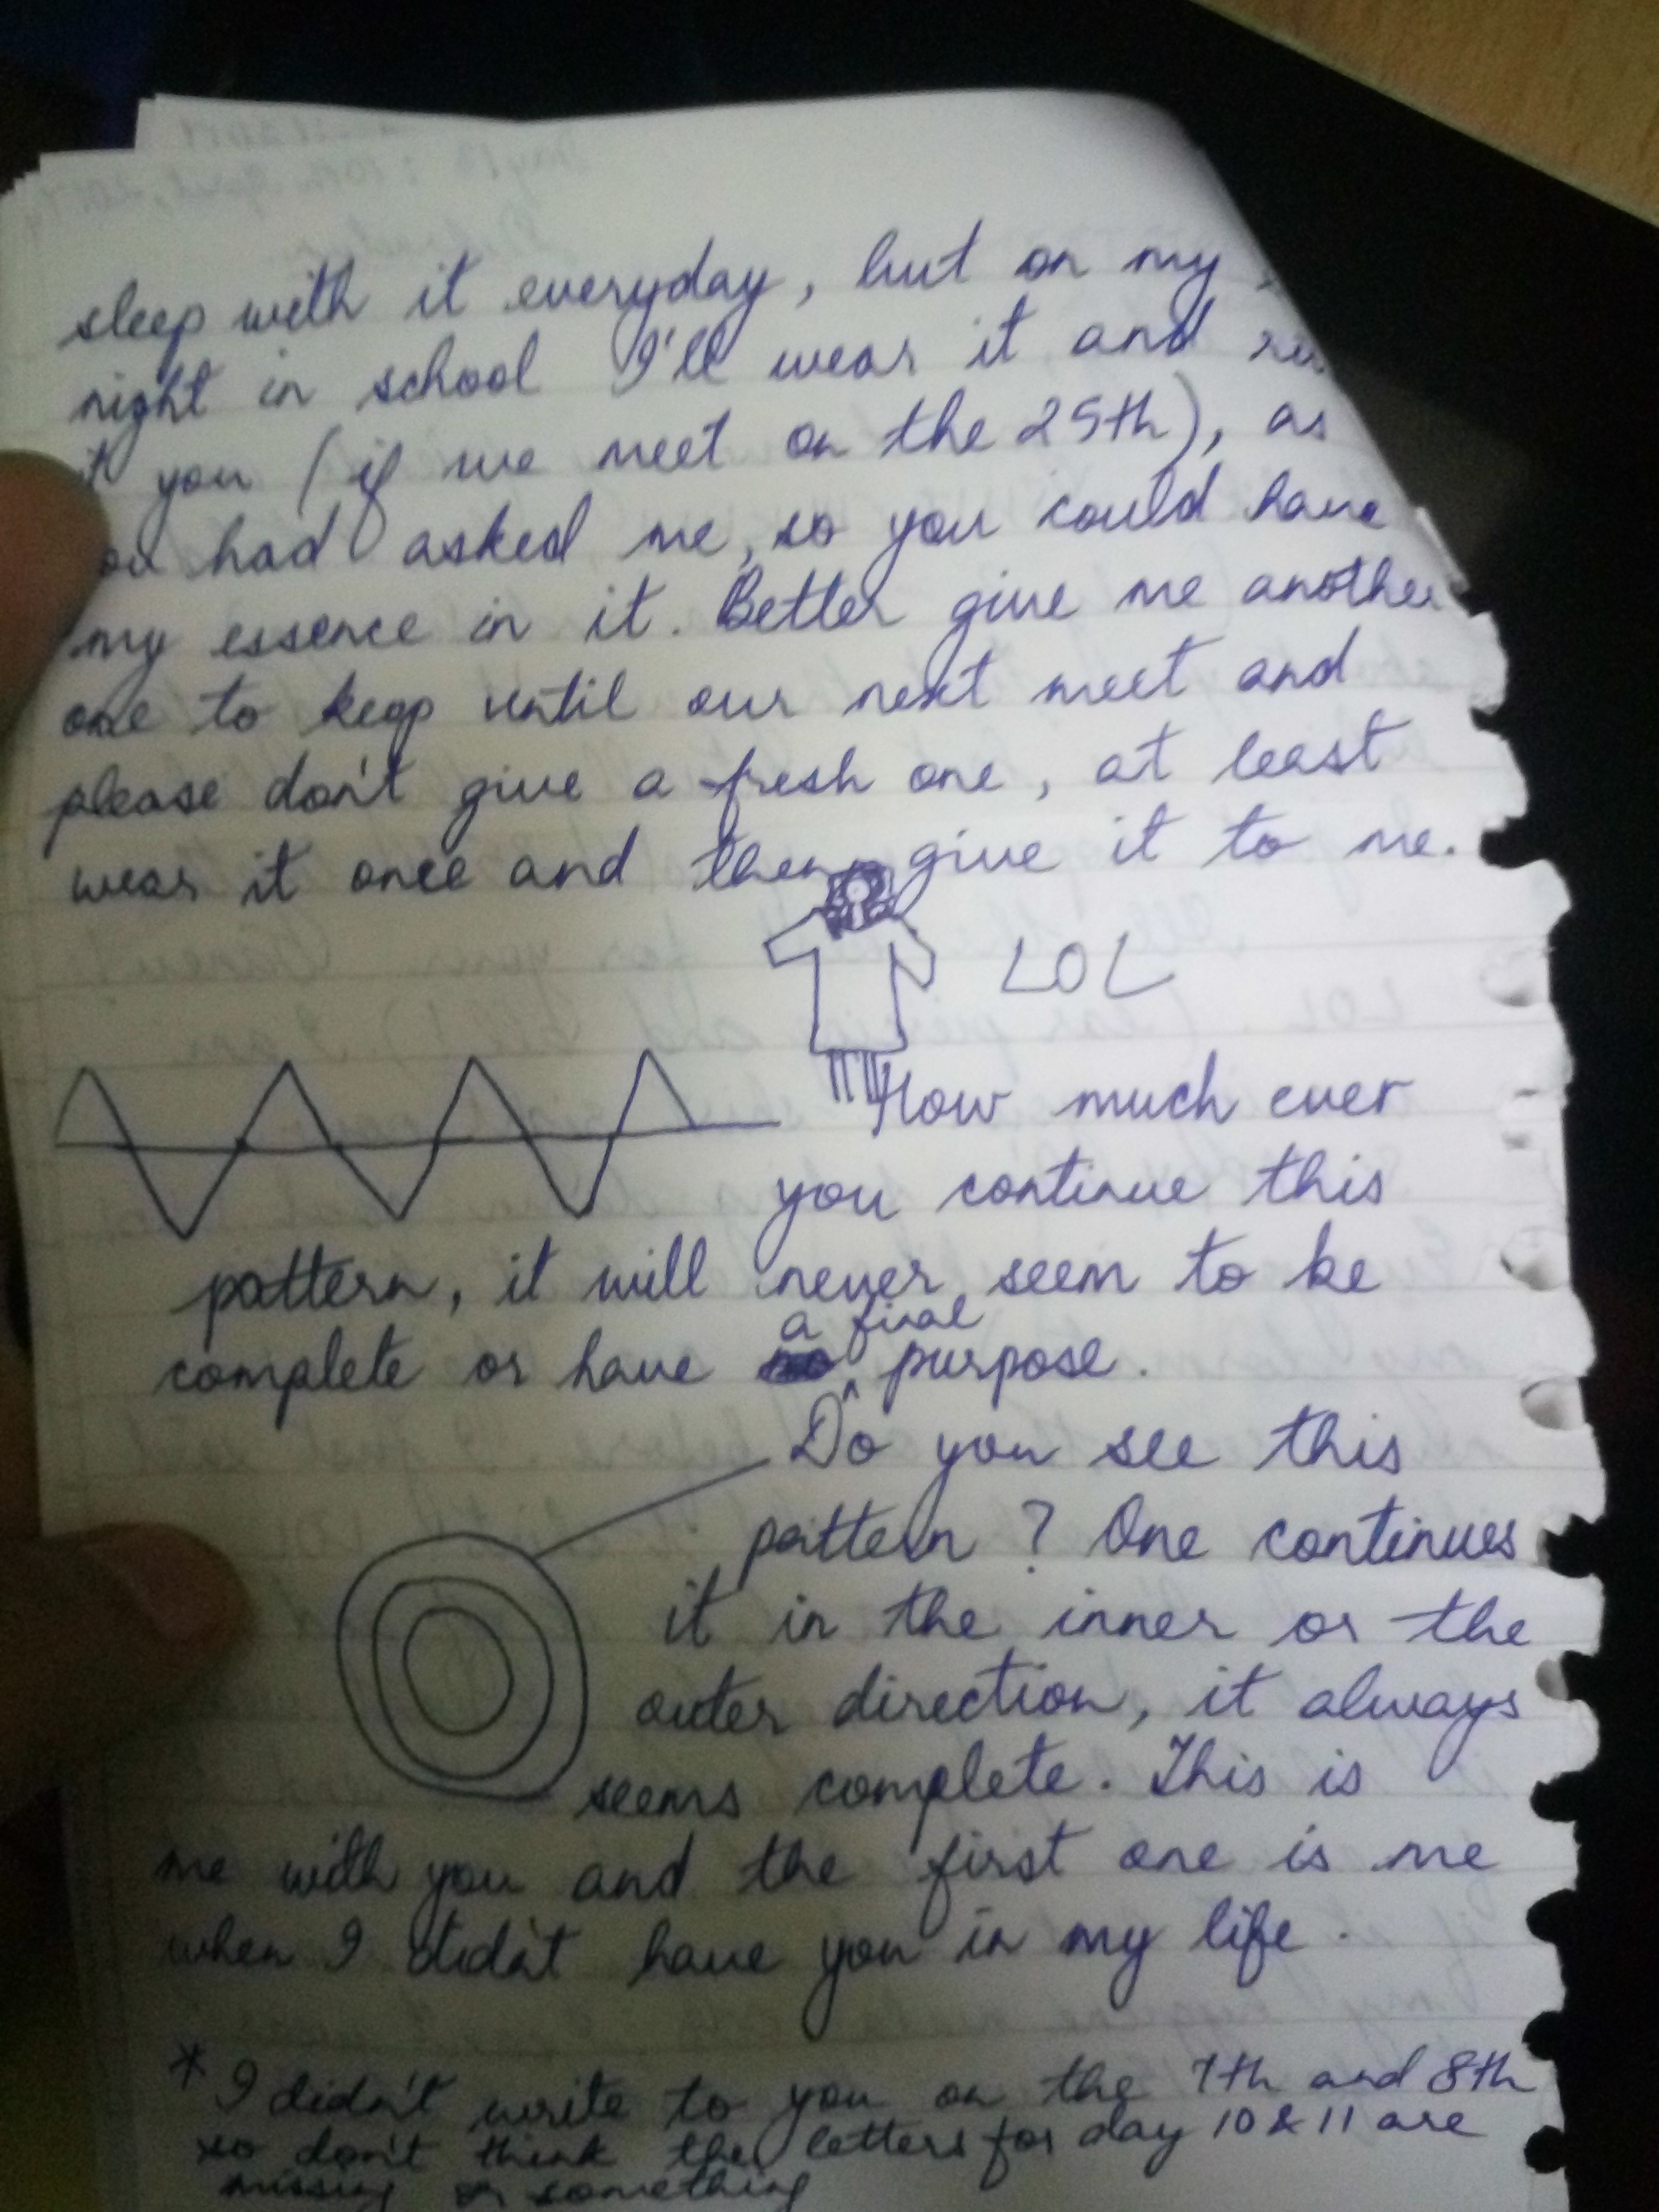 sleep with it everyday, but on my
night in school I'll wear it and
it you (if we meet on the 25th), as
you had asked me, so you could have
my essence in it. Better give me another
one to keep until our next meet and
please don't give a fresh one, at least
wear it once and then give it to me.
LOL
How much ever
you continue this
pattern, it will never seem to be
a final
complete or have purpose.
Do you see this
pattern? One continues
it in the inner or the
outer direction, it always
seems complete. This is
me with you and the first one is me
when I didn't have you in my life.
* I didn't write to you on the 7th and 8th
so don't think the letters for day 10 & 11 are
missing or something